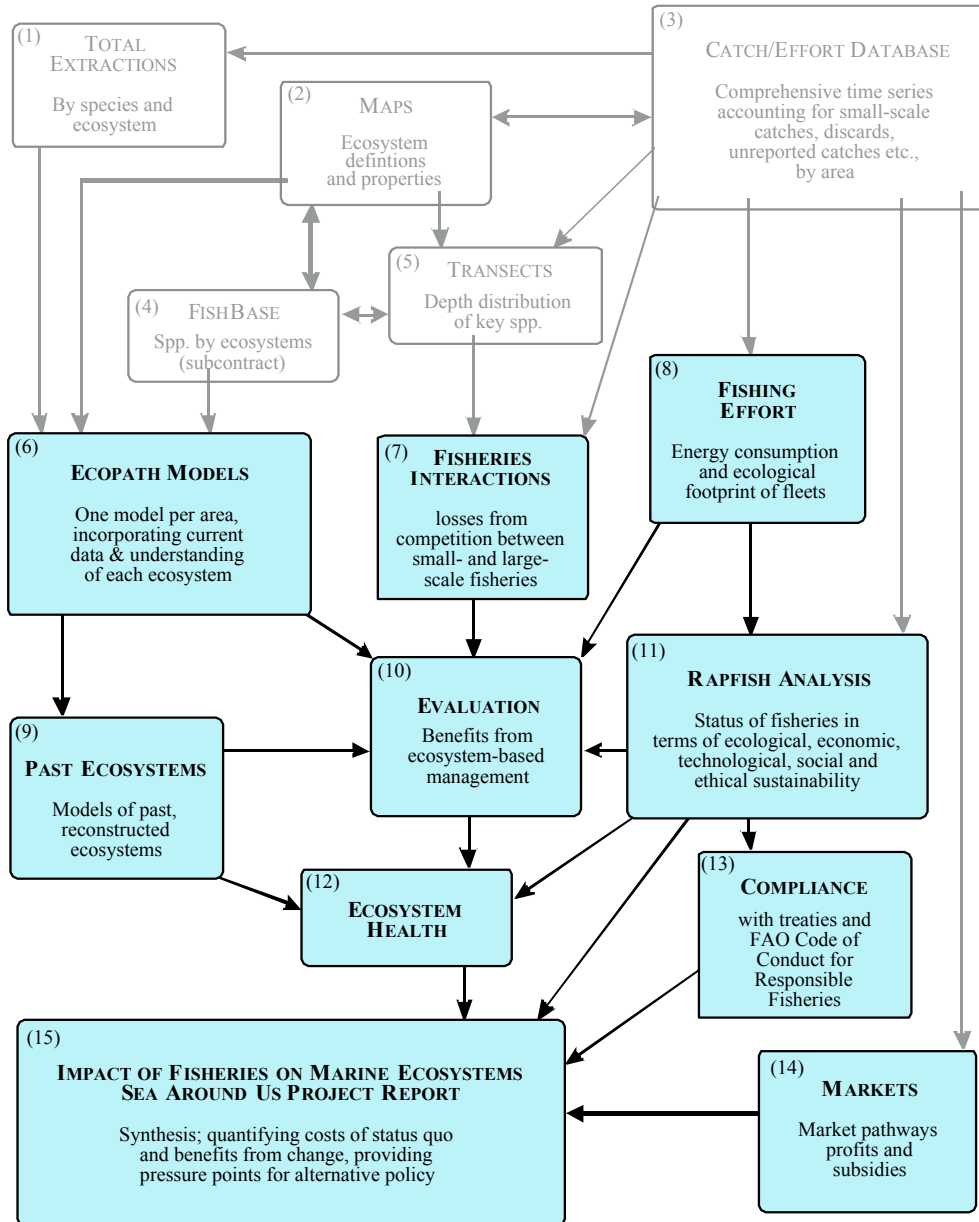 (1)
TOTAL
EXTRACTIONS
By species and
ecosystem
(2)
MAPS
Ecosystem
defintions
and properties
(3)
CATCH/EFFORT DATABASE
Comprehensive time series
accounting for small-scale
catches, discards,
unreported catches etc.,
by area
(4)
FISHBASE
Spp. by ecosystems
(subcontract)
(5)
TRANSECTS
Depth distribution
of key spp.
(6)
ECOPATH MODELS
One model per area,
incorporating current
data & understanding
of each ecosystem
(7)
FISHERIES
INTERACTIONS
losses from
competition between
small- and large-
scale fisheries
(8)
FISHING
EFFORT
Energy consumption
and ecological
footprint of fleets
(9)
PAST ECOSYSTEMS
Models of past,
reconstructed
ecosystems
(10)
EVALUATION
Benefits from
ecosystem-based
management
(11)
RAPFISH ANALYSIS
Status of fisheries in
terms of ecological, economic,
technological, social and
ethical sustainability
(12)
ECOSYSTEM
HEALTH
(13)
COMPLIANCE
with treaties and
FAO Code of
Conduct for
Responsible
Fisheries
(14)
MARKETS
Market pathways
profits and
subsidies
(15)
IMPACT OF FISHERIES ON MARINE ECOSYSTEMS
SEA AROUND US PROJECT REPORT
Synthesis; quantifying costs of status quo
and benefits from change, providing
pressure points for alternative policy